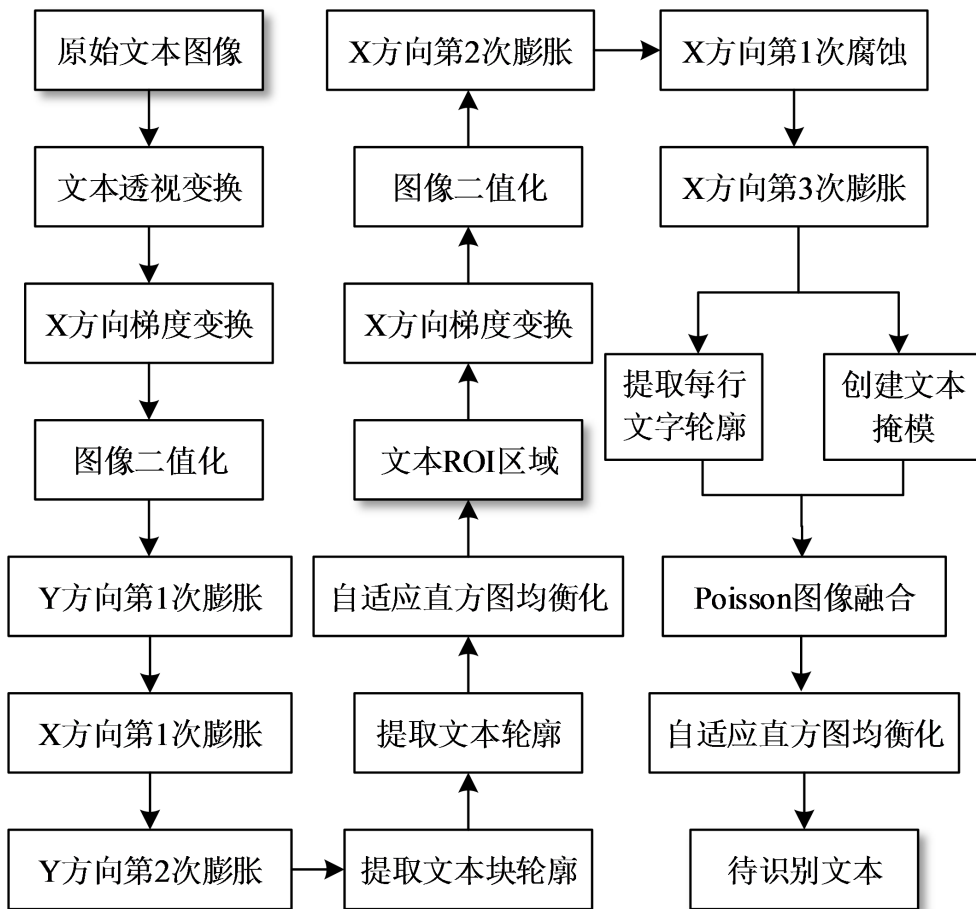 原始文本图像
文本透视变换
X方向梯度变换
图像二值化
Y方向第1次膨胀
X方向第1次膨胀
Y方向第2次膨胀
提取文本块轮廓
提取文本轮廓
自适应直方图均衡化
文本ROI区域
X方向梯度变换
图像二值化
X方向第2次膨胀
X方向第1次腐蚀
X方向第3次膨胀
提取每行
文字轮廓
创建文本
掩模
Poisson图像融合
自适应直方图均衡化
待识别文本